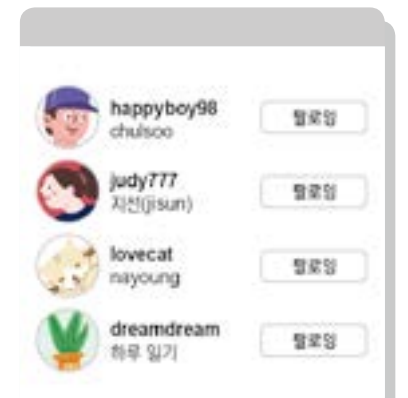 happyboy98
chulsoo
팔로잉
judy777
지선(jisun)
팔로잉
lovecat
nayoung
팔로잉
dreamdream
하루 일기
팔로잉